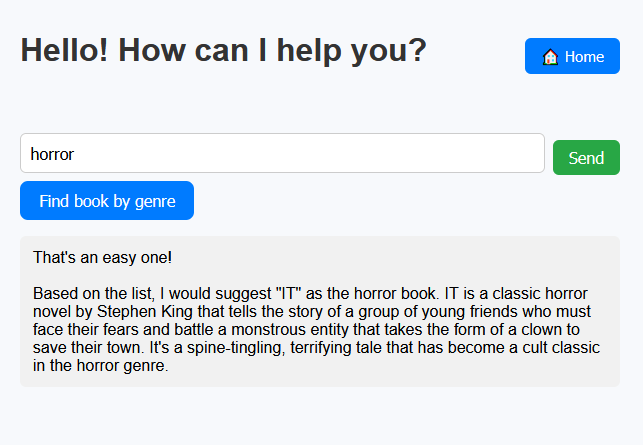 Hello! How can I help you?
🏠 Home
horror
Send
Find book by genre
That's an easy one!
Based on the list, I would suggest "IT" as the horror book. IT is a classic horror
novel by Stephen King that tells the story of a group of young friends who must
face their fears and battle a monstrous entity that takes the form of a clown to
save their town. It's a spine-tingling, terrifying tale that has become a cult classic
in the horror genre.